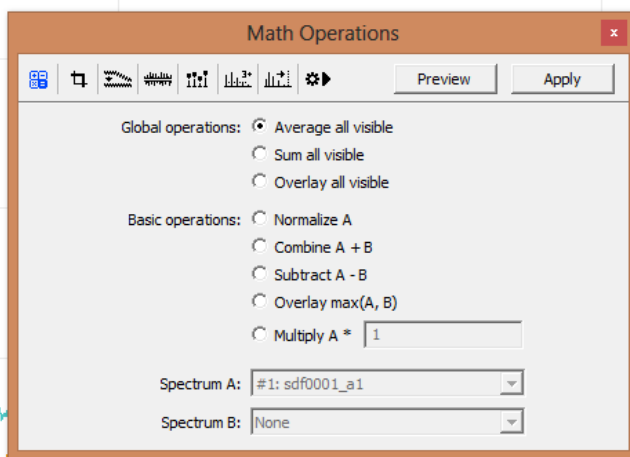 Math Operations
x
Preview Apply
Global operations: Average all visible
Sum all visible
Overlay all visible
Basic operations: Normalize A
Combine A + B
Subtract A - B
Overlay max(A, B)
Multiply A * 1
Spectrum A: #1: sdf0001_a1
Spectrum B: None